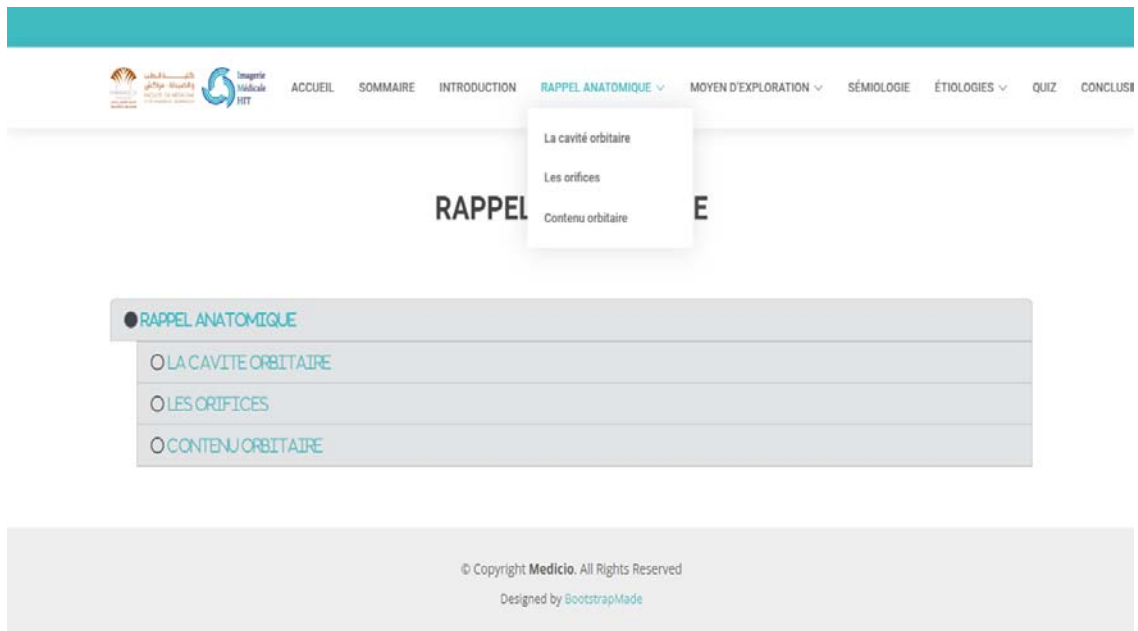 Imagerie
Médicale
HIT
ACCUEIL SOMMAIRE INTRODUCTION RAPPEL ANATOMIQUE MOYEN D'EXPLORATION SÉMIOLOGIE ÉTIOLOGIES QUIZ CONCLUSI
La cavité orbitaire
Les orifices
Contenu orbitaire
RAPPEL E
RAPPEL ANATOMIQUE
LA CAVITE ORBITAIRE
LES ORIFICES
CONTENU ORBITAIRE
© Copyright Medicio. All Rights Reserved
Designed by BootstrapMade